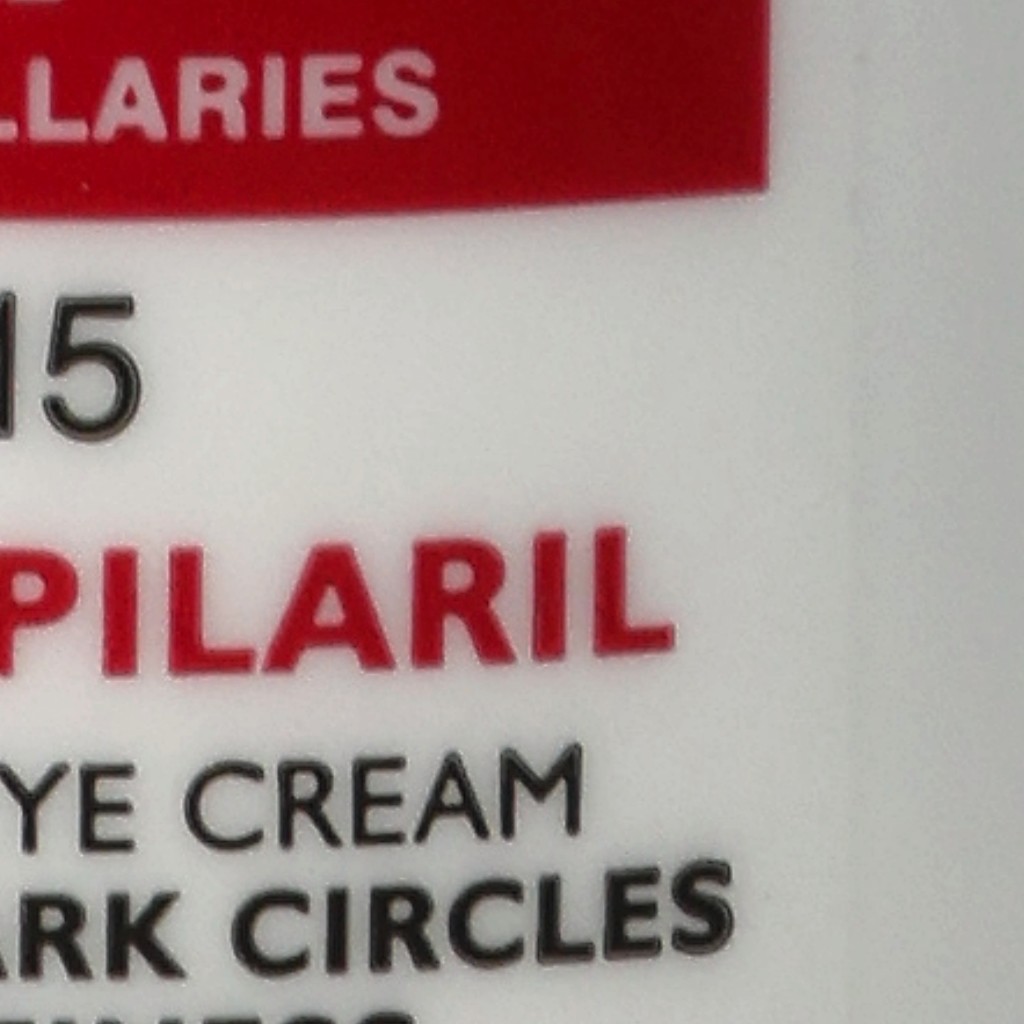 LLARIES
15
PILARIL
YE CREAM
ARK CIRCLES